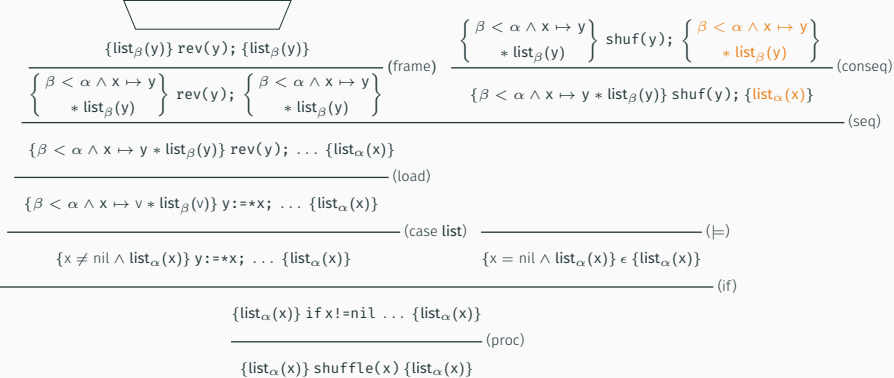 {list_β(y)} rev(y); {list_β(y)}
(frame)
{ β < α ∧ x ↦ y * list_β(y) } rev(y); { β < α ∧ x ↦ y * list_β(y) }
{ β < α ∧ x ↦ y * list_β(y) } shuf(y); { β < α ∧ x ↦ y * list_β(y) }
(conseq)
{β < α ∧ x ↦ y * list_β(y)} shuf(y); {list_α(x)}
(seq)
{β < α ∧ x ↦ y * list_β(y)} rev(y); ... {list_α(x)}
(load)
{β < α ∧ x ↦ v * list_β(v)} y:=*x; ... {list_α(x)}
(case list)
(⊨)
{x ≠ nil ∧ list_α(x)} y:=*x; ... {list_α(x)}
{x = nil ∧ list_α(x)} ϵ {list_α(x)}
(if)
{list_α(x)} if x!=nil ... {list_α(x)}
(proc)
{list_α(x)} shuffle(x) {list_α(x)}